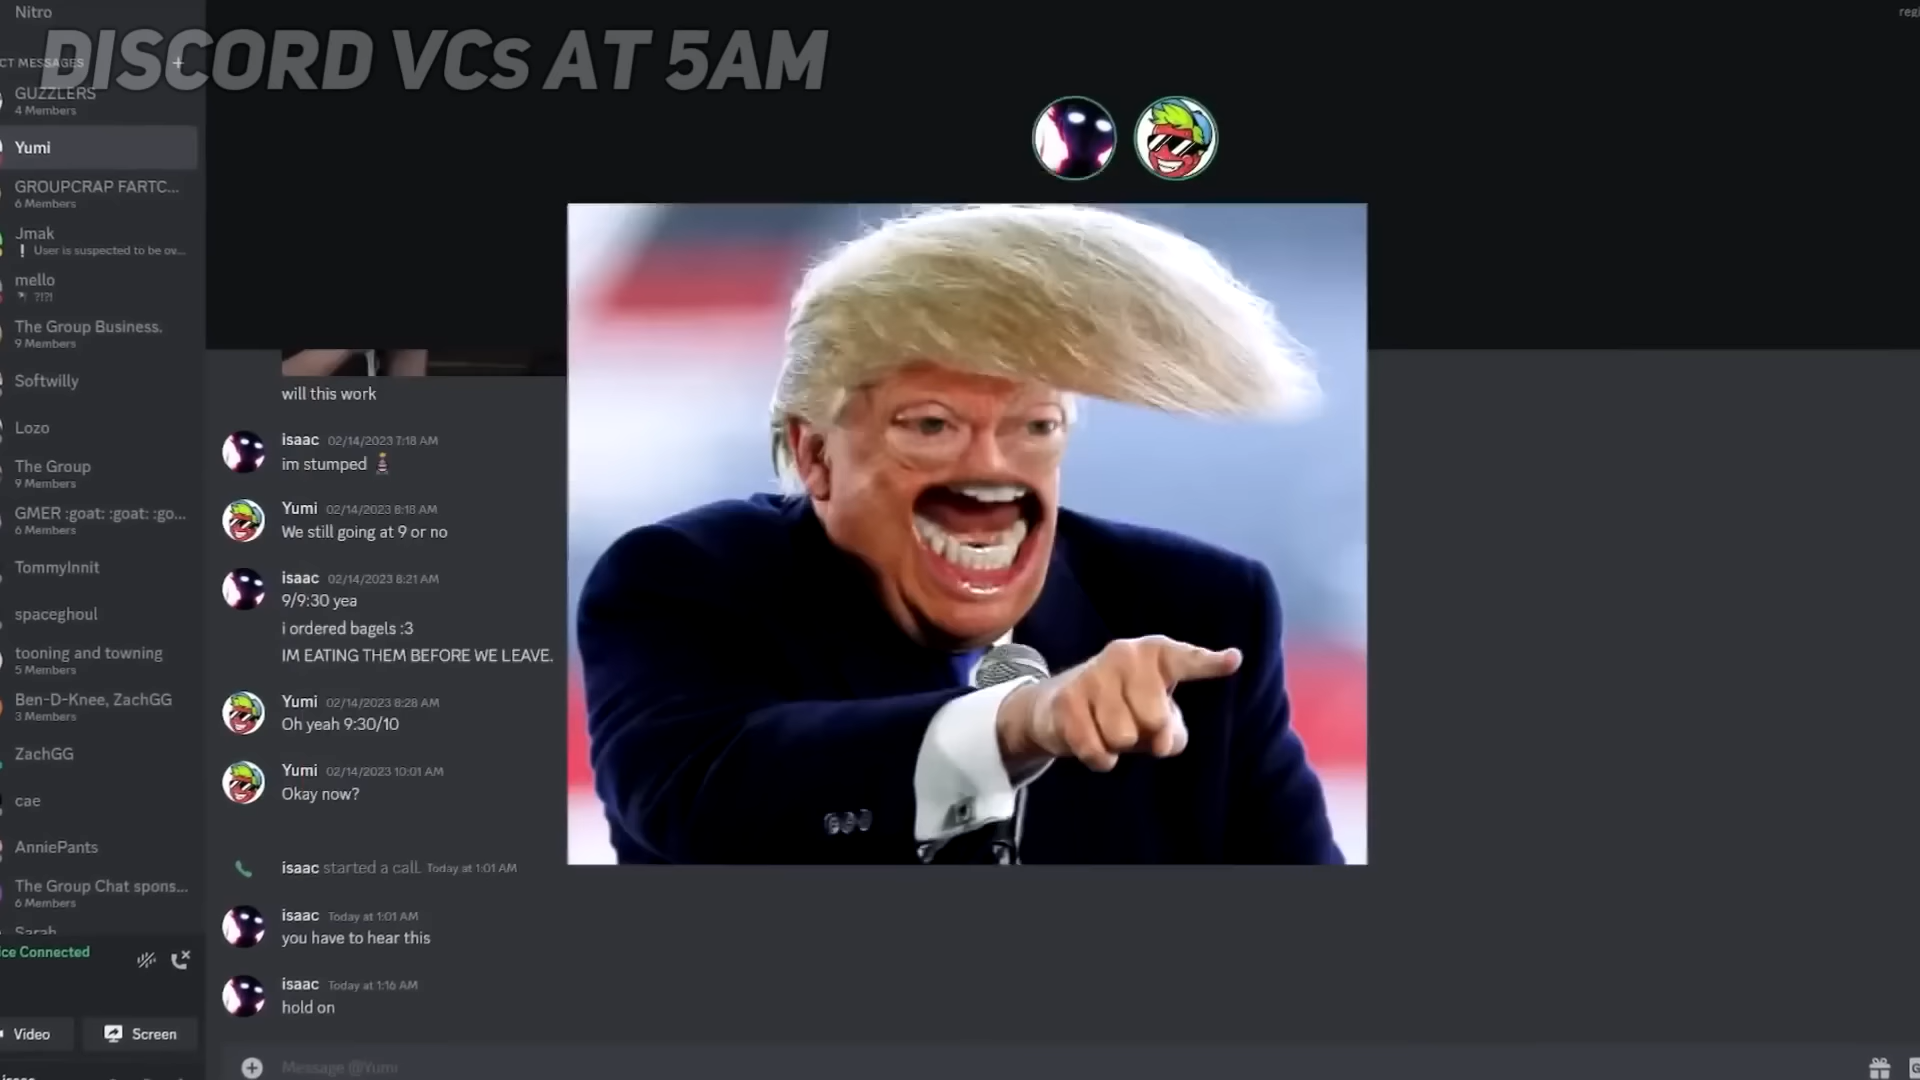 Nitro
DISCORD VCs AT 5AM
CT MESSAGES
GUZZLERS
4 Members
Yumi
GROUPCRAP FARTC...
6 Members
Jmak
User is suspected to be ov...
mello
?!?!
The Group Business.
9 Members
Softwilly
Lozo
The Group
9 Members
GMER :goat: :goat: :go...
6 Members
TommyInnit
spaceghoul
tooning and towning
5 Members
Ben-D-Knee, ZachGG
3 Members
ZachGG
cae
AnniePants
The Group Chat spons...
6 Members
Sarah
ice Connected
Video
Screen
will this work
isaac 02/14/2023 7:18 AM
im stumped
Yumi 02/14/2023 8:18 AM
We still going at 9 or no
isaac 02/14/2023 8:21 AM
9/9:30 yea
i ordered bagels :3
IM EATING THEM BEFORE WE LEAVE.
Yumi 02/14/2023 8:28 AM
Oh yeah 9:30/10
Yumi 02/14/2023 10:01 AM
Okay now?
isaac started a call. Today at 1:01 AM
isaac Today at 1:01 AM
you have to hear this
isaac Today at 1:16 AM
hold on
Message @Yumi